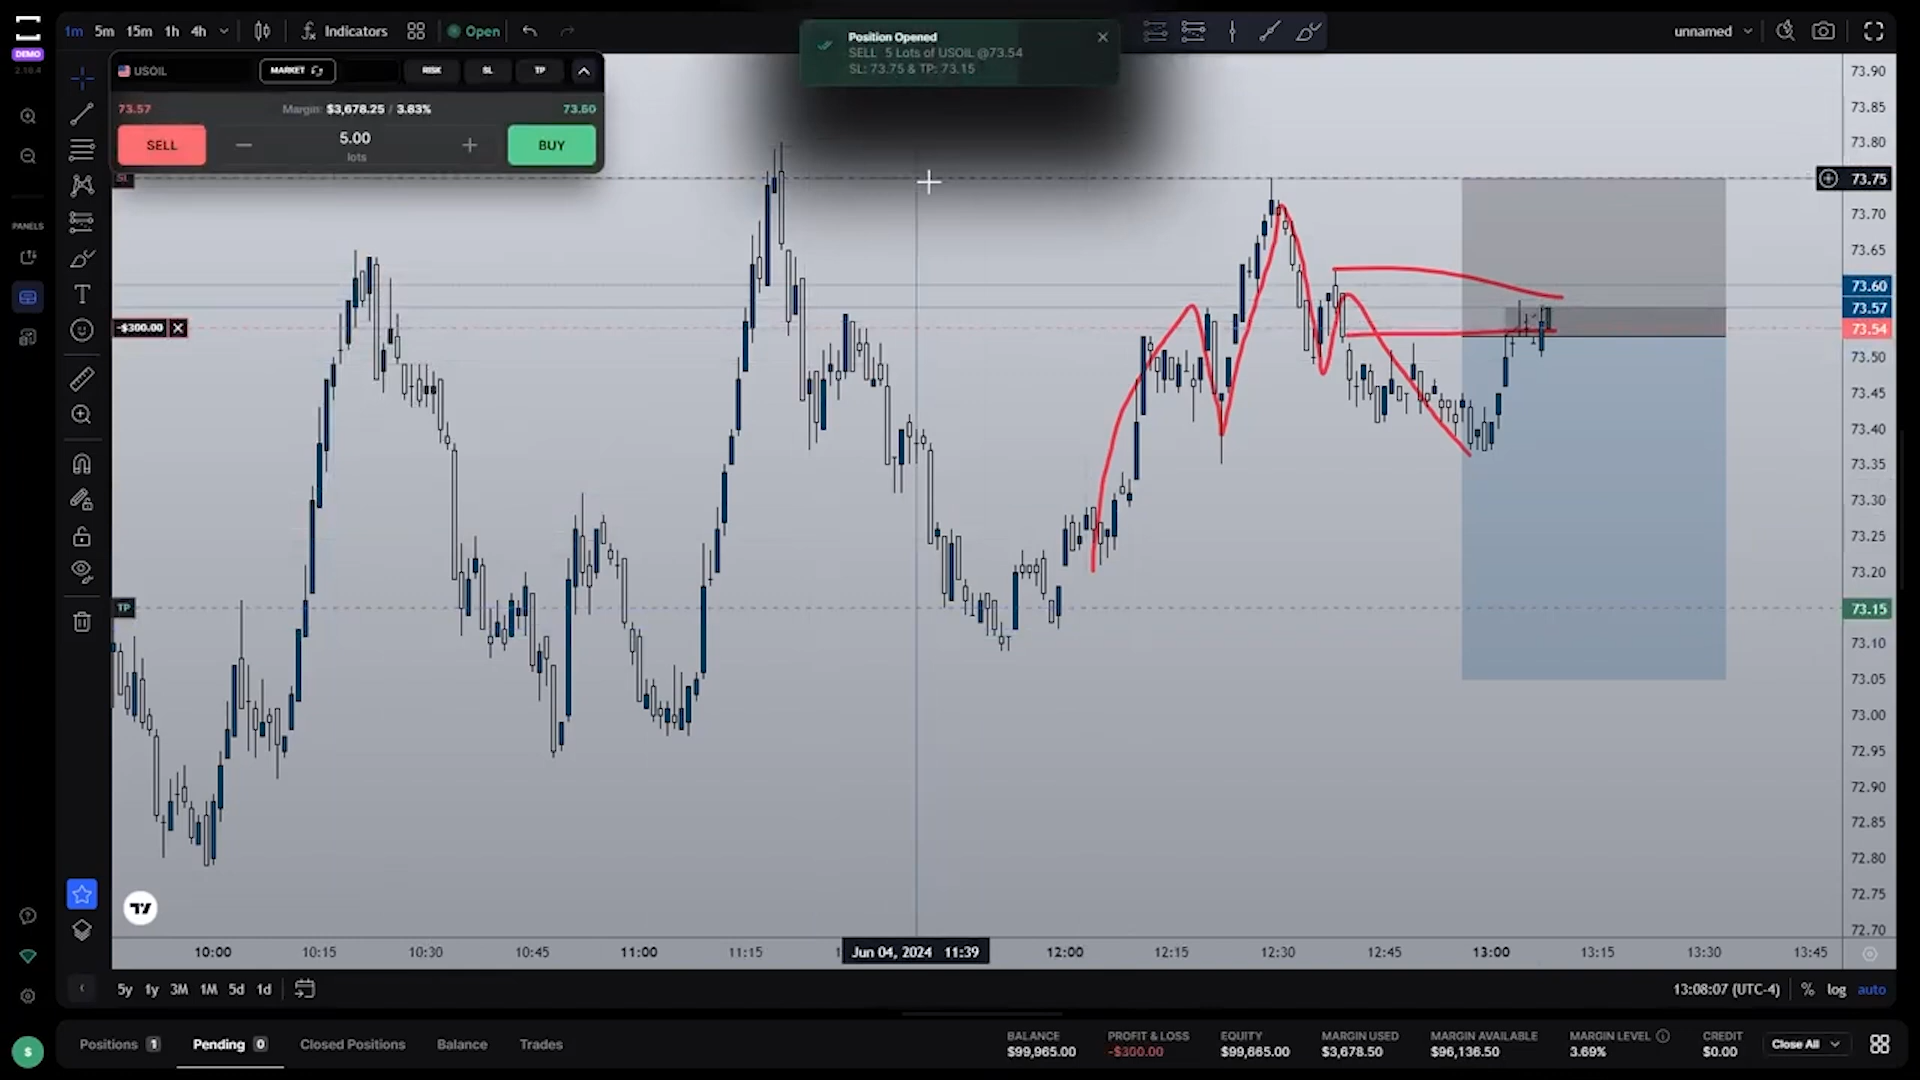 1m 5m 15m 1h 4h Indicators Open unnamed
DEMO
2.10.4
Position Opened
SELL 5 Lots of USOIL @73.54
SL: 73.75 & TP: 73.15
USOIL MARKET RISK SL TP
73.57 Margin: $3,678.25 / 3.83% 73.60
SELL 5.00 BUY
lots
PANELS
SL
-$300.00
TP
73.90
73.85
73.80
73.75
73.70
73.65
73.60
73.57
73.54
73.50
73.45
73.40
73.35
73.30
73.25
73.20
73.15
73.10
73.05
73.00
72.95
72.90
72.85
72.80
72.75
72.70
10:00 10:15 10:30 10:45 11:00 11:15 1 Jun 04, 2024 11:39 12:00 12:15 12:30 12:45 13:00 13:15 13:30 13:45
5y 1y 3M 1M 5d 1d 13:08:07 (UTC-4) % log auto
Positions 1 Pending 0 Closed Positions Balance Trades
BALANCE PROFIT & LOSS EQUITY MARGIN USED MARGIN AVAILABLE MARGIN LEVEL CREDIT
$99,965.00 -$300.00 $99,665.00 $3,678.50 $96,136.50 3.69% $0.00
Close All